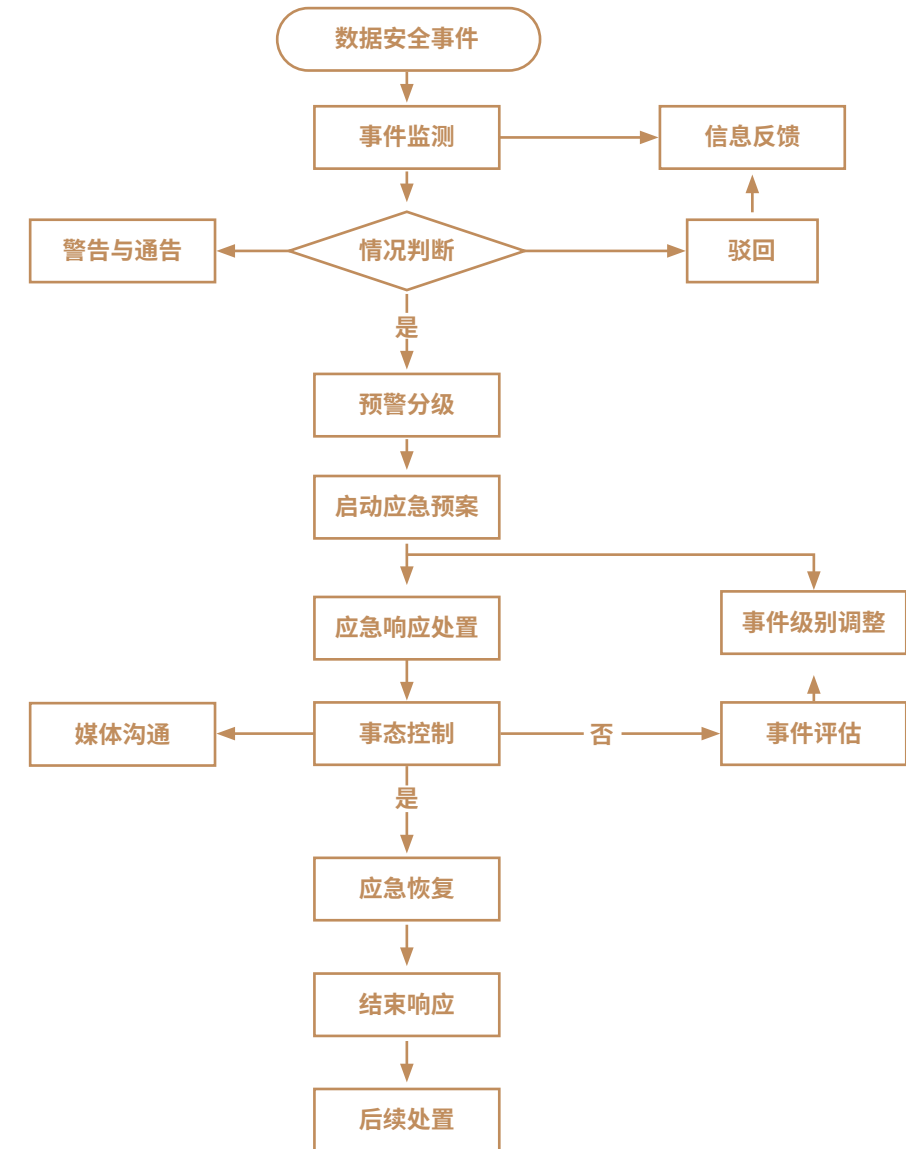 数据安全事件
事件监测
信息反馈
警告与通告
情况判断
驳回
是
预警分级
启动应急预案
应急响应处置
事件级别调整
媒体沟通
事态控制
否
事件评估
是
应急恢复
结束响应
后续处置